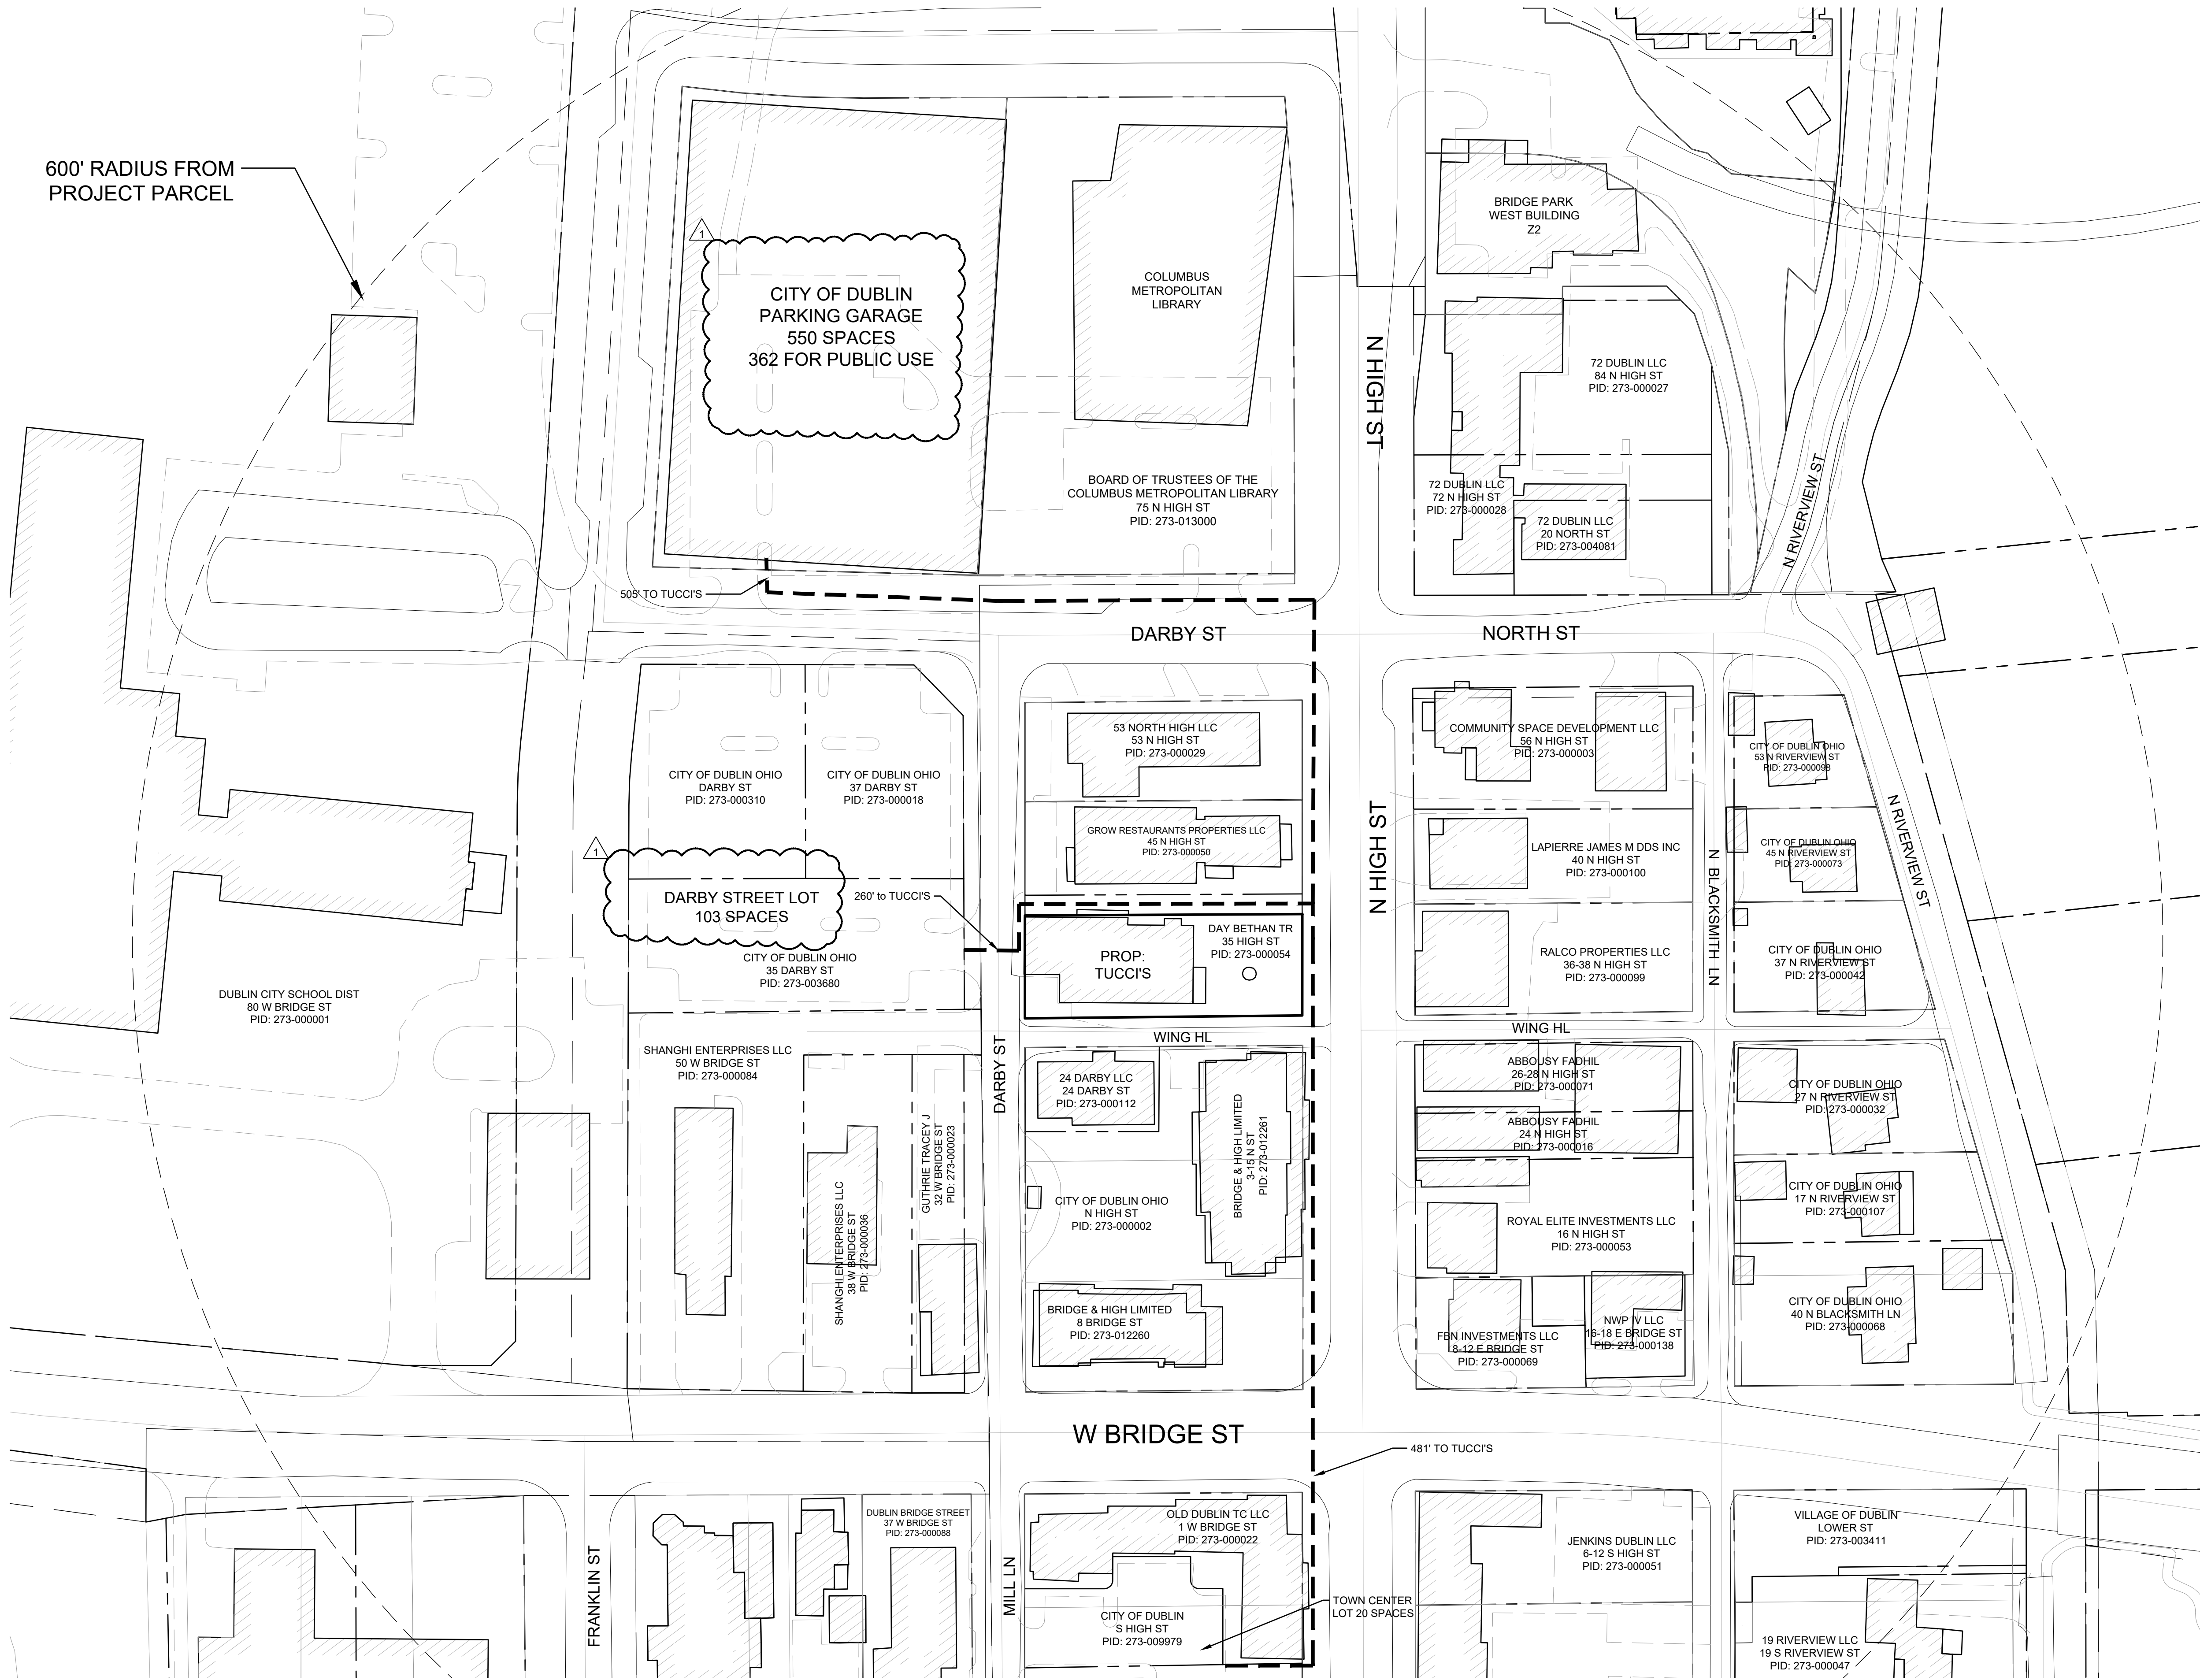 600' RADIUS FROM
PROJECT PARCEL
1
CITY OF DUBLIN
PARKING GARAGE
550 SPACES
362 FOR PUBLIC USE
COLUMBUS
METROPOLITAN
LIBRARY
BOARD OF TRUSTEES OF THE
COLUMBUS METROPOLITAN LIBRARY
75 N HIGH ST
PID: 273-013000
BRIDGE PARK
WEST BUILDING
Z2
N HIGH ST
72 DUBLIN LLC
84 N HIGH ST
PID: 273-000027
72 DUBLIN LLC
72 N HIGH ST
PID: 273-000028
72 DUBLIN LLC
20 NORTH ST
PID: 273-004081
N RIVERVIEW ST
505' TO TUCCI'S
DARBY ST
NORTH ST
CITY OF DUBLIN OHIO
DARBY ST
PID: 273-000310
CITY OF DUBLIN OHIO
37 DARBY ST
PID: 273-000018
53 NORTH HIGH LLC
53 N HIGH ST
PID: 273-000029
GROW RESTAURANTS PROPERTIES LLC
45 N HIGH ST
PID: 273-000050
N HIGH ST
COMMUNITY SPACE DEVELOPMENT LLC
56 N HIGH ST
PID: 273-000003
LAPIERRE JAMES M DDS INC
40 N HIGH ST
PID: 273-000100
RALCO PROPERTIES LLC
36-38 N HIGH ST
PID: 273-000099
N BLACKSMITH LN
CITY OF DUBLIN OHIO
53 N RIVERVIEW ST
PID: 273-000098
CITY OF DUBLIN OHIO
45 N RIVERVIEW ST
PID: 273-000073
CITY OF DUBLIN OHIO
37 N RIVERVIEW ST
PID: 273-000042
N RIVERVIEW ST
1
DARBY STREET LOT
103 SPACES
260' to TUCCI'S
CITY OF DUBLIN OHIO
35 DARBY ST
PID: 273-003680
PROP:
TUCCI'S
DAY BETHAN TR
35 HIGH ST
PID: 273-000054
DUBLIN CITY SCHOOL DIST
80 W BRIDGE ST
PID: 273-000001
WING HL
WING HL
SHANGHI ENTERPRISES LLC
50 W BRIDGE ST
PID: 273-000084
SHANGHI ENTERPRISES LLC
38 W BRIDGE ST
PID: 273-000036
GUTHRIE TRACEY J
32 W BRIDGE ST
PID: 273-000023
DARBY ST
24 DARBY LLC
24 DARBY ST
PID: 273-000112
BRIDGE & HIGH LIMITED
3-15 N ST
PID: 273-012261
CITY OF DUBLIN OHIO
N HIGH ST
PID: 273-000002
BRIDGE & HIGH LIMITED
8 BRIDGE ST
PID: 273-012260
ABBOUSY FADHIL
26-28 N HIGH ST
PID: 273-000071
ABBOUSY FADHIL
24 N HIGH ST
PID: 273-000016
ROYAL ELITE INVESTMENTS LLC
16 N HIGH ST
PID: 273-000053
FBN INVESTMENTS LLC
8-12 E BRIDGE ST
PID: 273-000069
NWP IV LLC
16-18 E BRIDGE ST
PID: 273-000138
CITY OF DUBLIN OHIO
27 N RIVERVIEW ST
PID: 273-000032
CITY OF DUBLIN OHIO
17 N RIVERVIEW ST
PID: 273-000107
CITY OF DUBLIN OHIO
40 N BLACKSMITH LN
PID: 273-000068
W BRIDGE ST
481' TO TUCCI'S
FRANKLIN ST
DUBLIN BRIDGE STREET
37 W BRIDGE ST
PID: 273-000088
MILL LN
OLD DUBLIN TC LLC
1 W BRIDGE ST
PID: 273-000022
CITY OF DUBLIN
S HIGH ST
PID: 273-009979
TOWN CENTER
LOT 20 SPACES
JENKINS DUBLIN LLC
6-12 S HIGH ST
PID: 273-000051
VILLAGE OF DUBLIN
LOWER ST
PID: 273-003411
19 RIVERVIEW LLC
19 S RIVERVIEW ST
PID: 273-000047